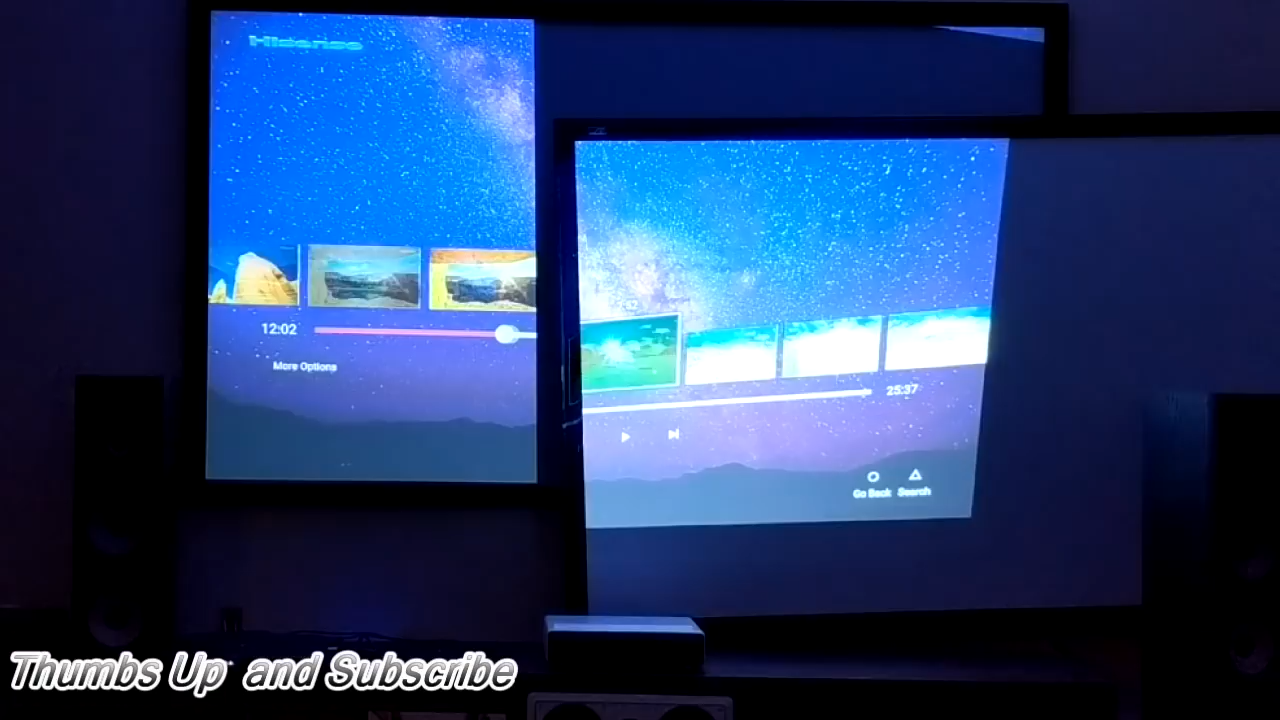 Hisense
12:02
25:37
More Options
Go Back Search
Thumbs Up and Subscribe